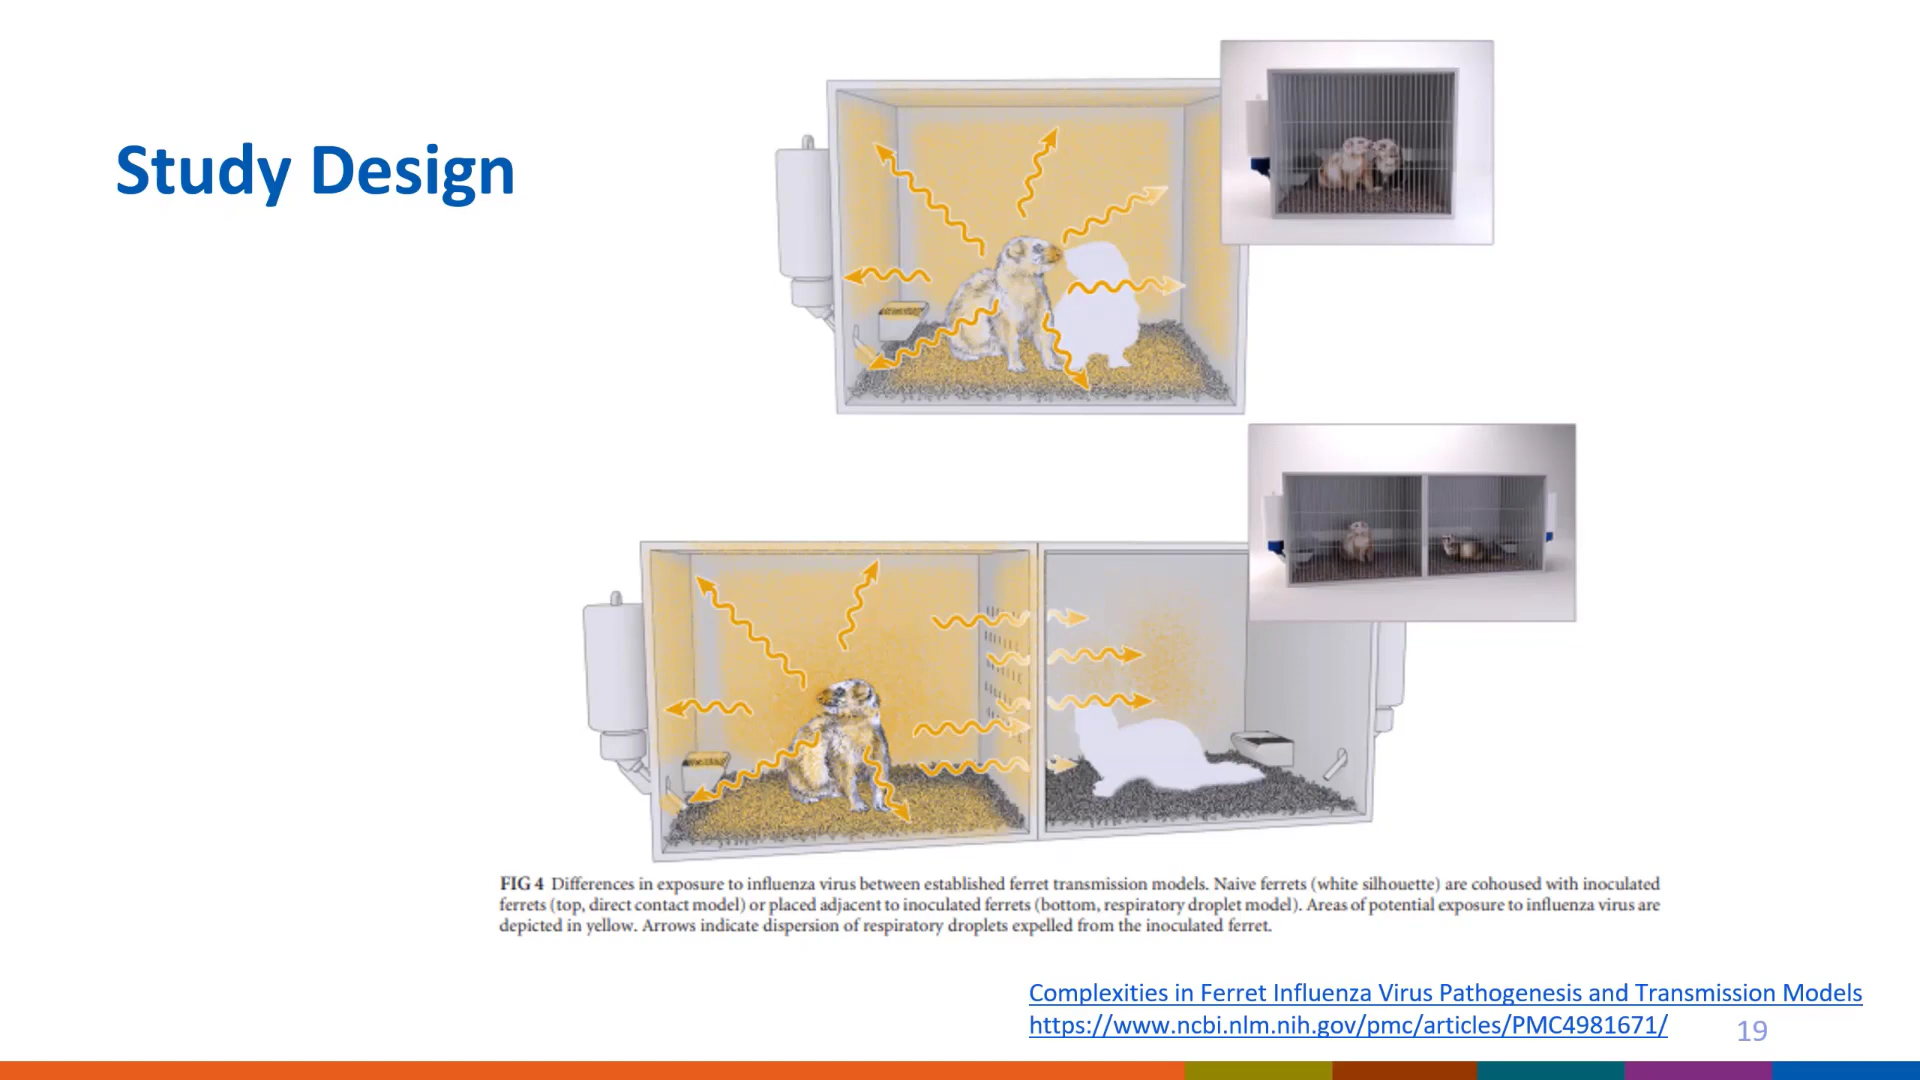 Study Design
FIG 4 Differences in exposure to influenza virus between established ferret transmission models. Naive ferrets (white silhouette) are cohoused with inoculated
ferrets (top, direct contact model) or placed adjacent to inoculated ferrets (bottom, respiratory droplet model). Areas of potential exposure to influenza virus are
depicted in yellow. Arrows indicate dispersion of respiratory droplets expelled from the inoculated ferret.
Complexities in Ferret Influenza Virus Pathogenesis and Transmission Models
https://www.ncbi.nlm.nih.gov/pmc/articles/PMC4981671/
19